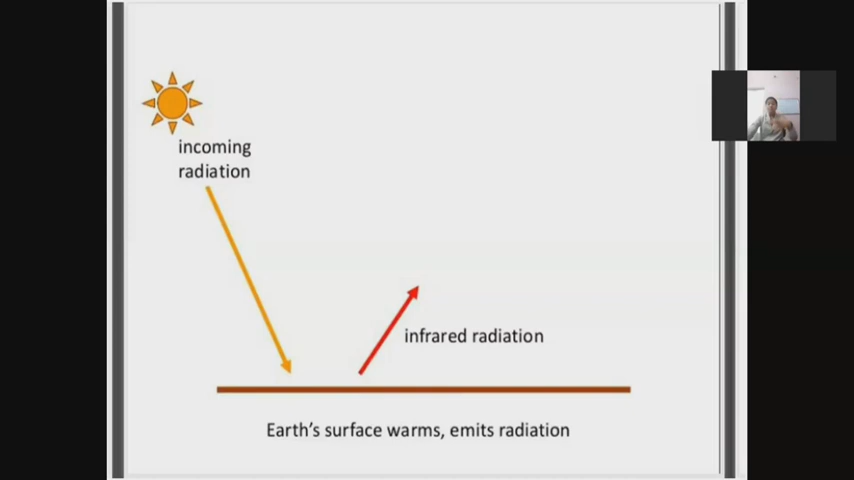 incoming
radiation
infrared radiation
Earth's surface warms, emits radiation